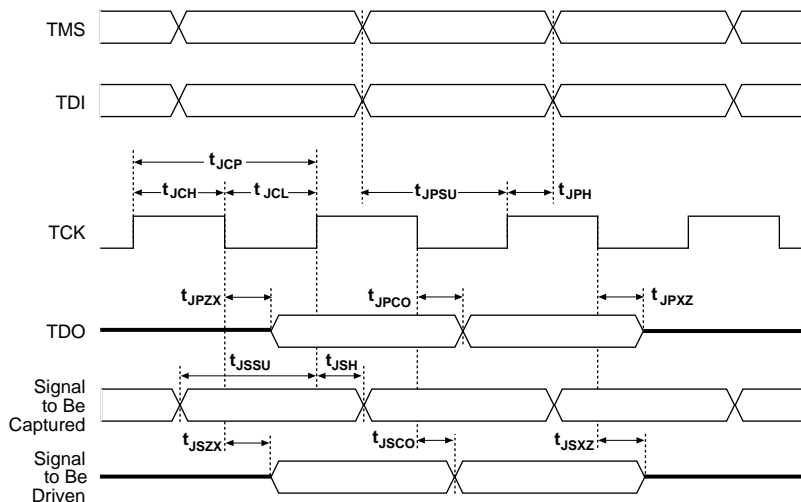 TMS
TDI
tJCP
tJCH
tJCL
tJPSU
tJPH
TCK
tJPZX
tJPCO
tJPXZ
TDO
tJSSU
tJSH
Signal
to Be
Captured
tJSZX
tJSCO
tJSXZ
Signal
to Be
Driven